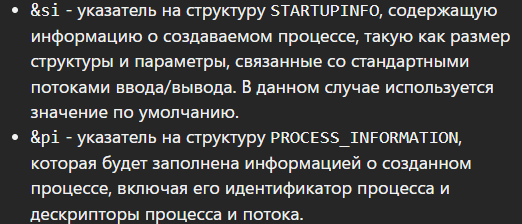 • &si - указатель на структуру STARTUPINFO, содержащую
информацию о создаваемом процессе, такую как размер
структуры и параметры, связанные со стандартными
потоками ввода/вывода. В данном случае используется
значение по умолчанию.
• &pi - указатель на структуру PROCESS_INFORMATION,
которая будет заполнена информацией о созданном
процессе, включая его идентификатор процесса и
дескрипторы процесса и потока.